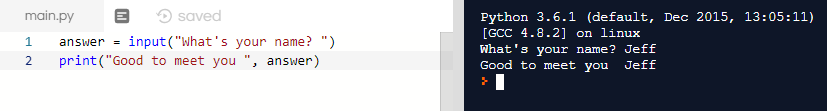 main.py
saved
1 answer = input("What's your name? ")
2 print("Good to meet you ", answer)
Python 3.6.1 (default, Dec 2015, 13:05:11)
[GCC 4.8.2] on linux
What's your name? Jeff
Good to meet you  Jeff